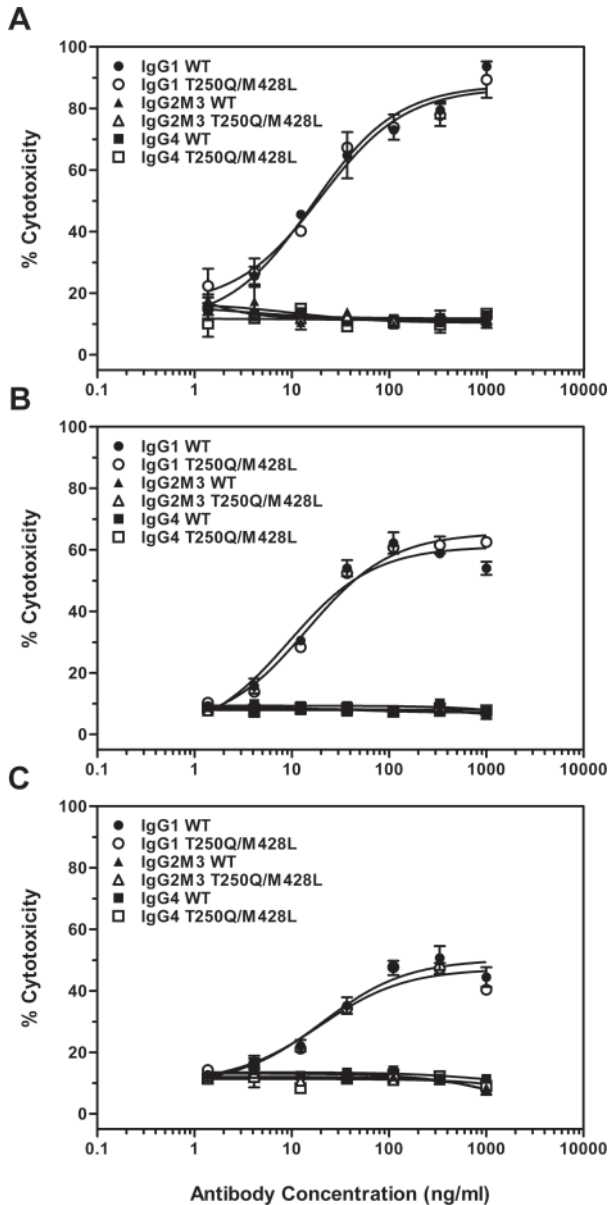 A
100
80
60
40
20
0
% Cytotoxicity
IgG1 WT
IgG1 T250Q/M428L
IgG2M3 WT
IgG2M3 T250Q/M428L
IgG4 WT
IgG4 T250Q/M428L
0.1 1 10 100 1000 10000
B
100
80
60
40
20
0
% Cytotoxicity
IgG1 WT
IgG1 T250Q/M428L
IgG2M3 WT
IgG2M3 T250Q/M428L
IgG4 WT
IgG4 T250Q/M428L
0.1 1 10 100 1000 10000
C
100
80
60
40
20
0
% Cytotoxicity
IgG1 WT
IgG1 T250Q/M428L
IgG2M3 WT
IgG2M3 T250Q/M428L
IgG4 WT
IgG4 T250Q/M428L
0.1 1 10 100 1000 10000
Antibody Concentration (ng/ml)